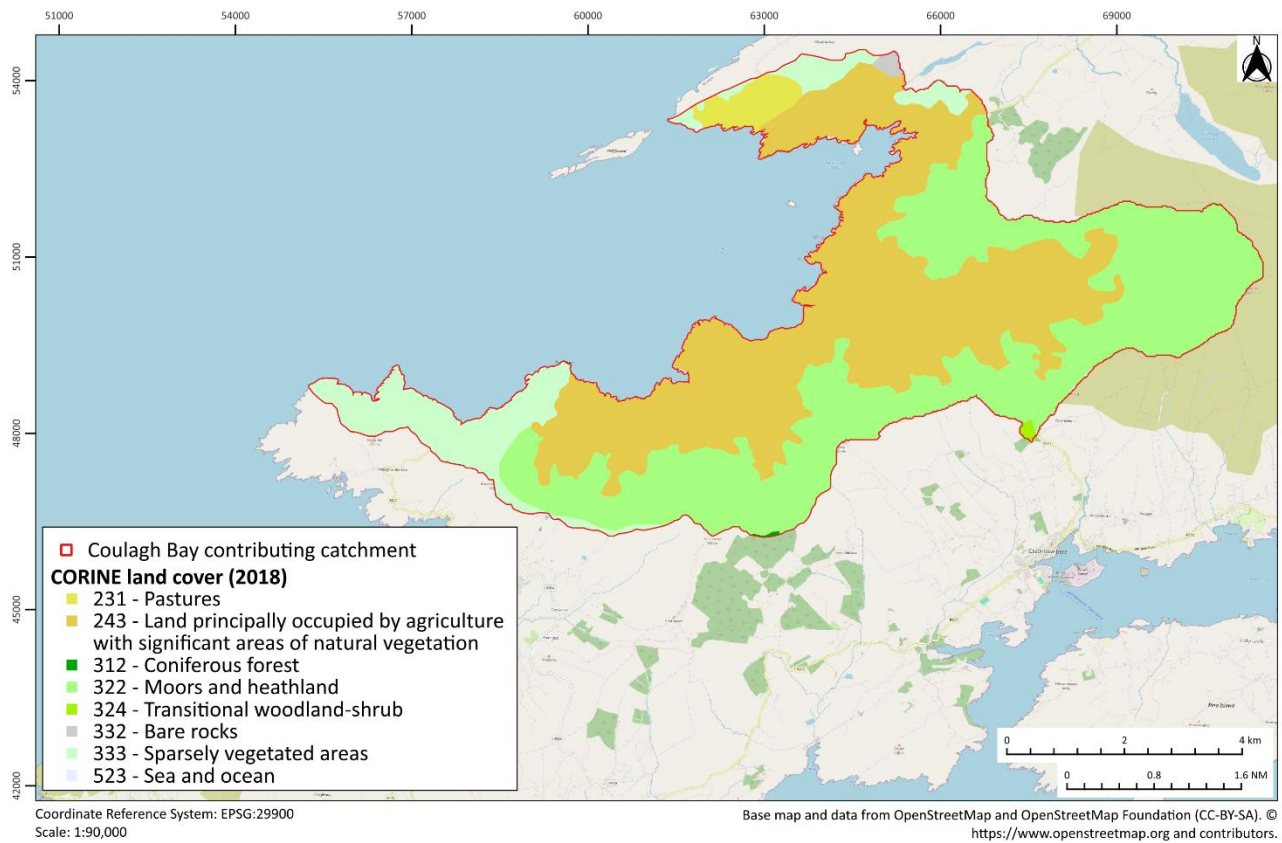 51000 54000 57000 60000 63000 66000 69000
N
54000
51000
48000
45000
42000
Coulagh Bay contributing catchment
CORINE land cover (2018)
231 - Pastures
243 - Land principally occupied by agriculture
with significant areas of natural vegetation
312 - Coniferous forest
322 - Moors and heathland
324 - Transitional woodland-shrub
332 - Bare rocks
333 - Sparsely vegetated areas
523 - Sea and ocean
0 2 4 km
0 0.8 1.6 NM
Coordinate Reference System: EPSG:29900
Scale: 1:90,000
Base map and data from OpenStreetMap and OpenStreetMap Foundation (CC-BY-SA). ©
https://www.openstreetmap.org and contributors.